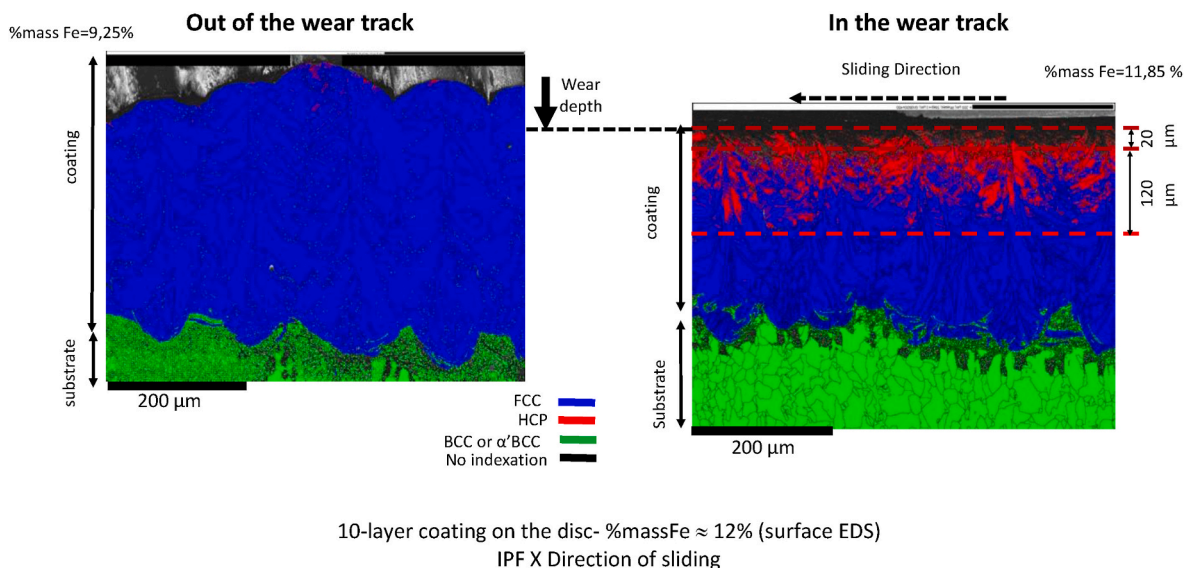 Out of the wear track
In the wear track
%mass Fe=9,25%
Wear
depth
Sliding Direction
%mass Fe=11,85 %
coating
substrate
200 µm
coating
Substrate
200 µm
20
µm
120
µm
FCC
HCP
BCC or α’BCC
No indexation
10-layer coating on the disc- %massFe ≈ 12% (surface EDS)
IPF X Direction of sliding